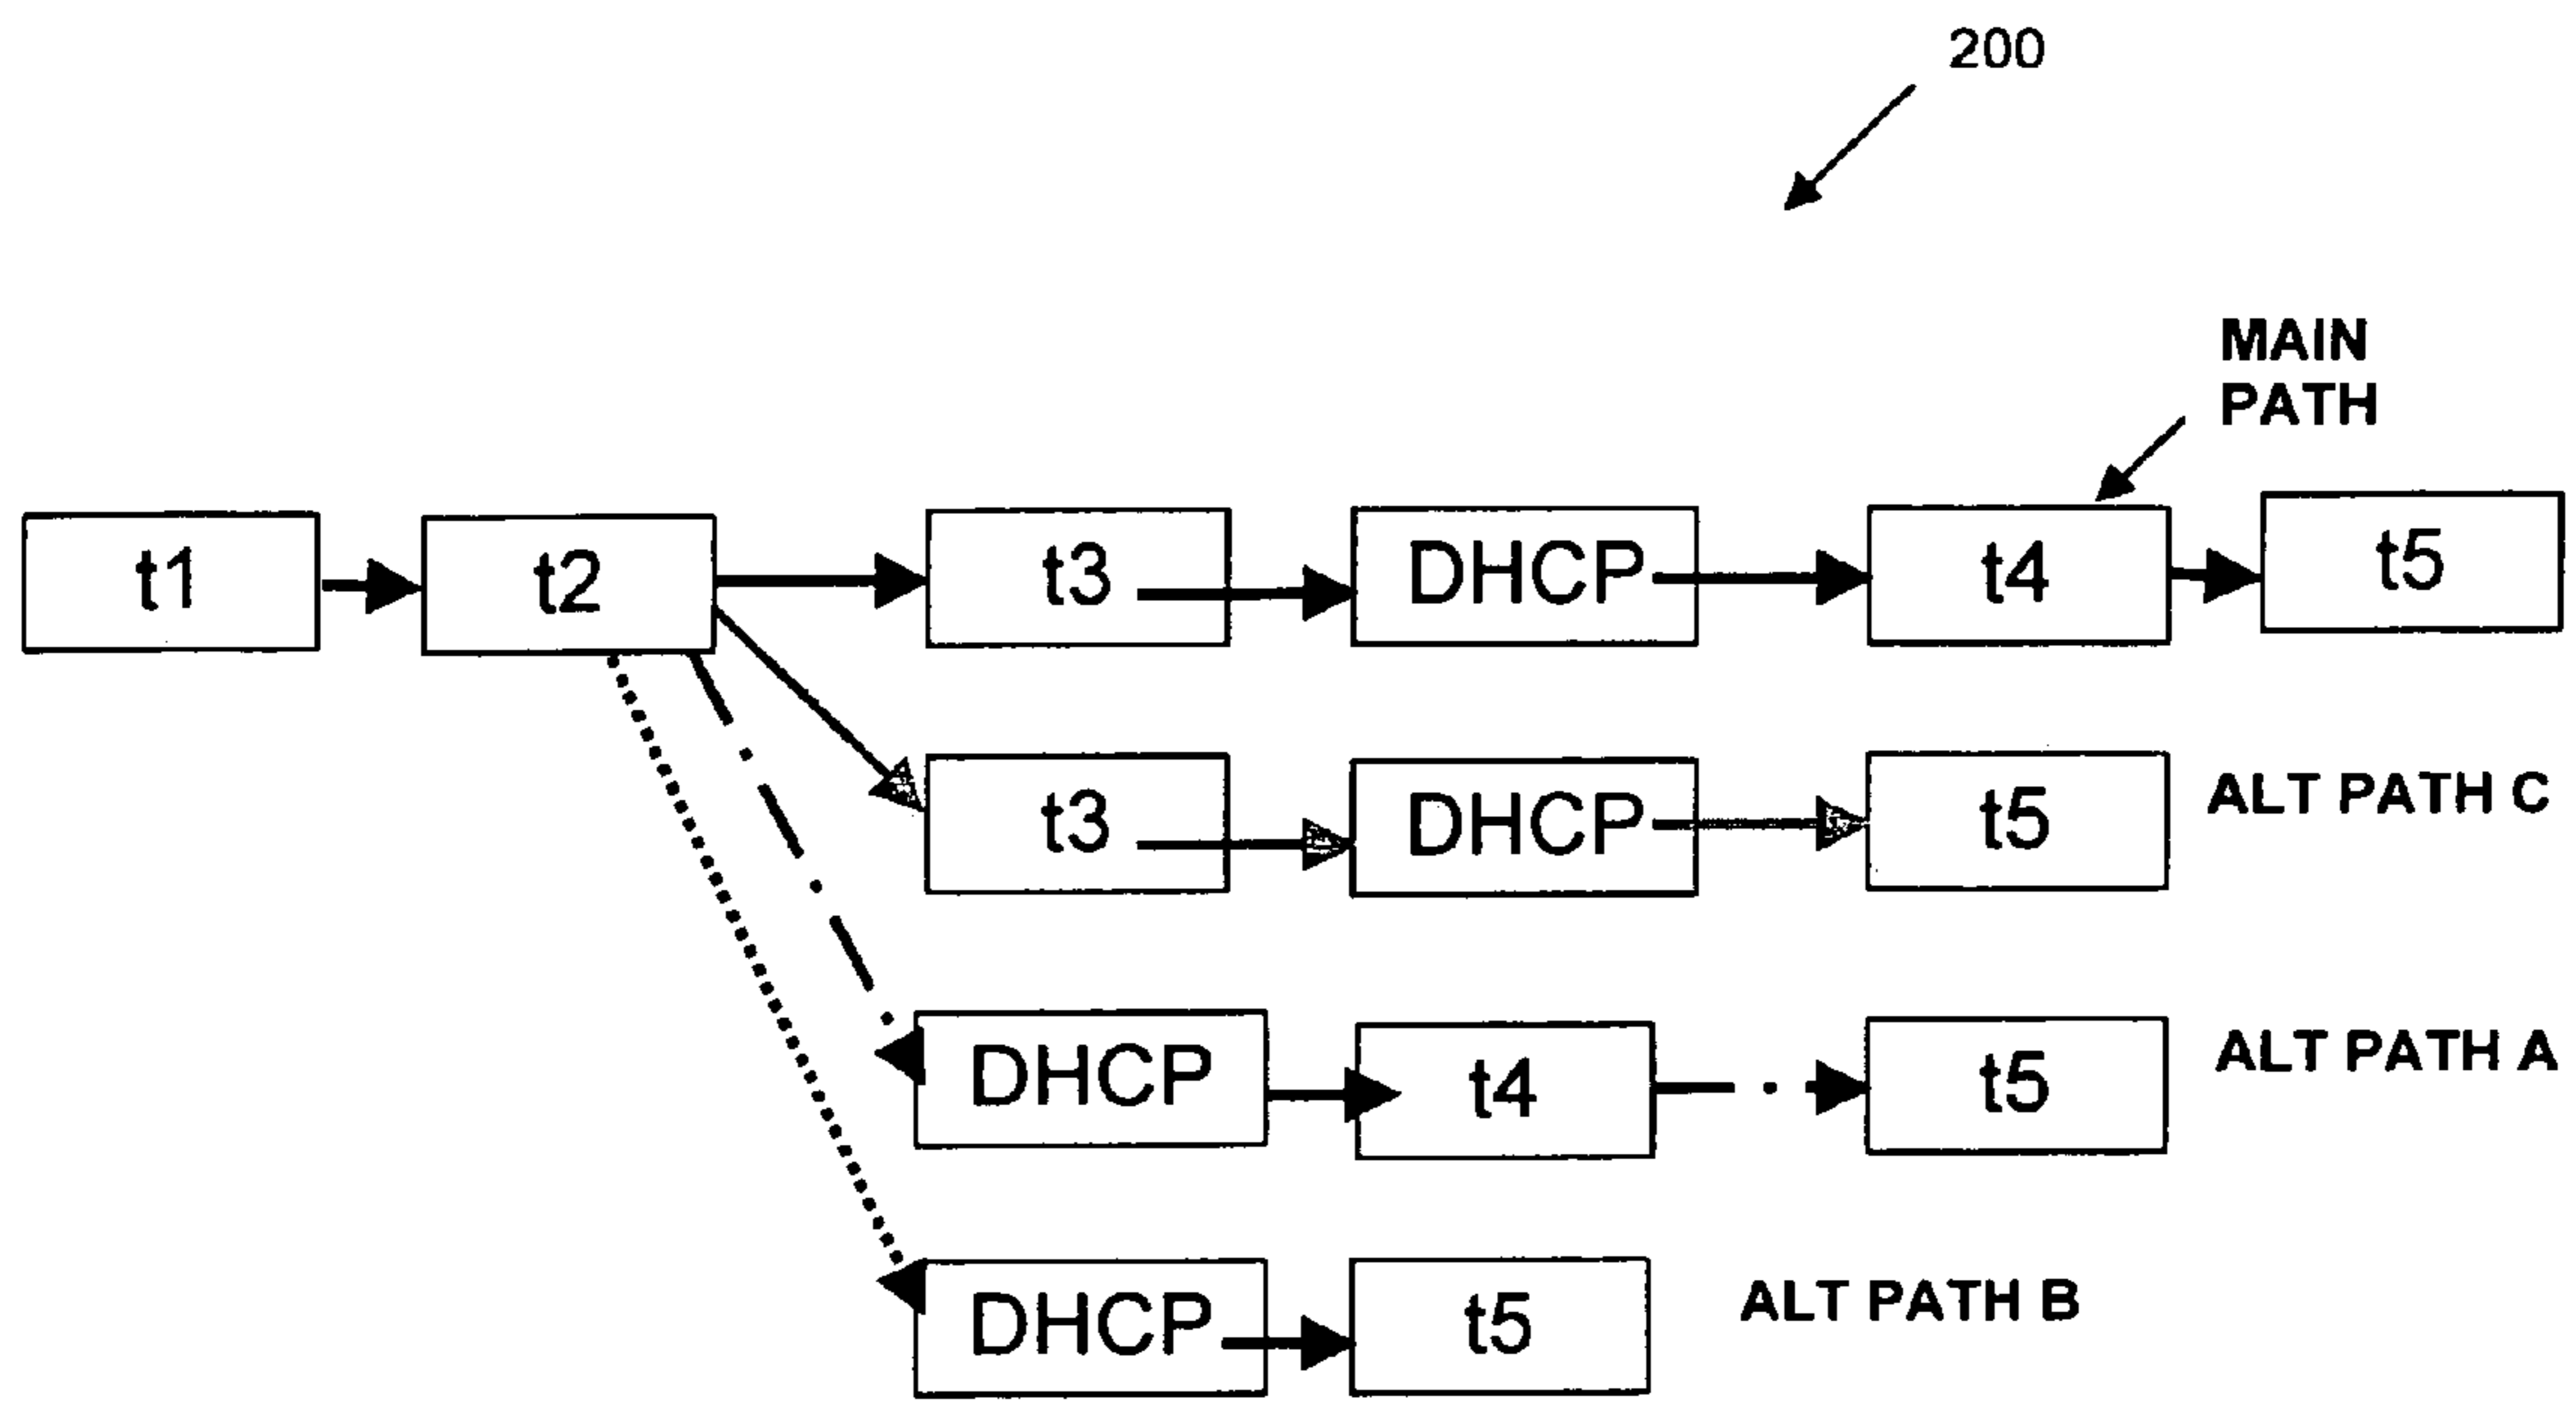 200
MAIN
PATH
t1 t2 t3 DHCP t4 t5
t3 DHCP t5 ALT PATH C
DHCP t4 t5 ALT PATH A
DHCP t5 ALT PATH B